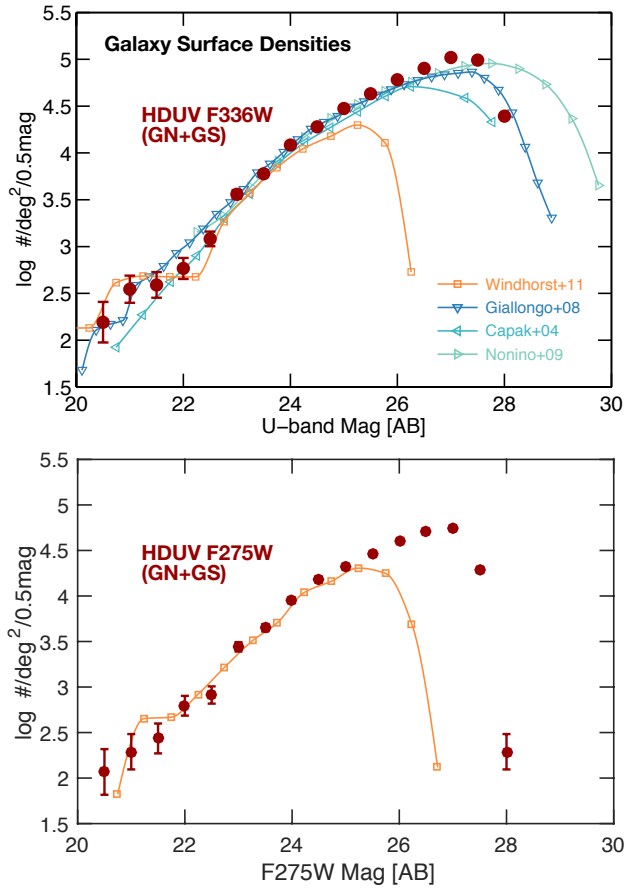 Galaxy Surface Densities
HDUV F336W
(GN+GS)
log #/deg²/0.5mag
5.5
5
4.5
4
3.5
3
2.5
2
1.5
Windhorst+11
Giallongo+08
Capak+04
Nonino+09
20 22 24 26 28 30
U−band Mag [AB]
HDUV F275W
(GN+GS)
log #/deg²/0.5mag
5.5
5
4.5
4
3.5
3
2.5
2
1.5
20 22 24 26 28 30
F275W Mag [AB]